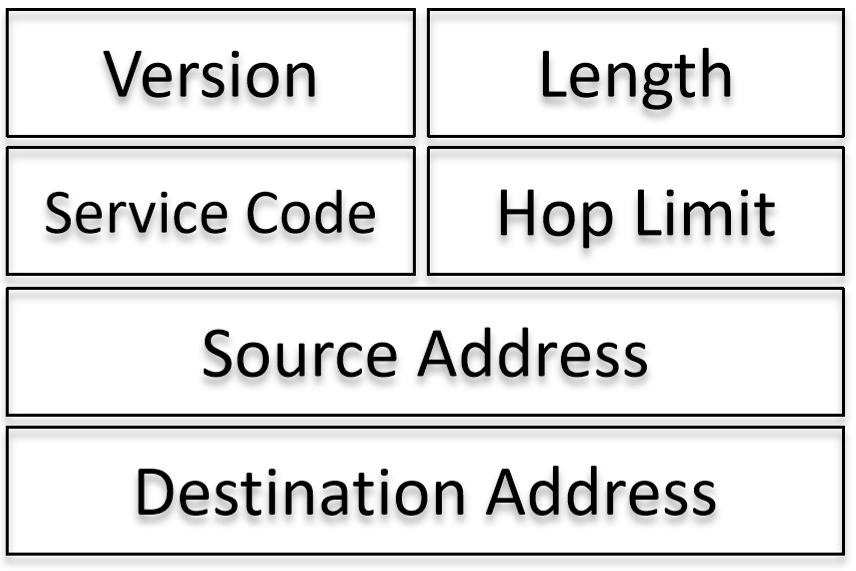 Version Length
Service Code Hop Limit
Source Address
Destination Address